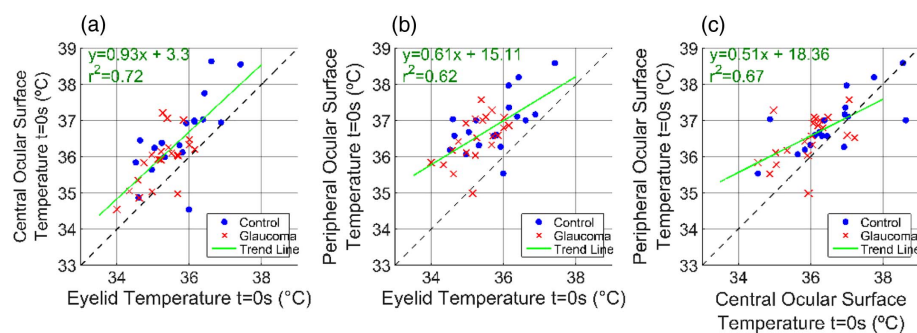 (a)
y=0.93x + 3.3
r²=0.72
Central Ocular Surface
Temperature t=0s (ºC)
39
38
37
36
35
34
33
34
36
38
Control
Glaucoma
Trend Line
Eyelid Temperature t=0s (°C)
(b)
y=0.61x + 15.11
r²=0.62
Peripheral Ocular Surface
Temperature t=0s (ºC)
39
38
37
36
35
34
33
34
36
38
Control
Glaucoma
Trend Line
Eyelid Temperature t=0s (°C)
(c)
y=0.51x + 18.36
r²=0.67
Peripheral Ocular Surface
Temperature t=0s (ºC)
39
38
37
36
35
34
33
34
36
38
Control
Glaucoma
Trend Line
Central Ocular Surface
Temperature t=0s (ºC)